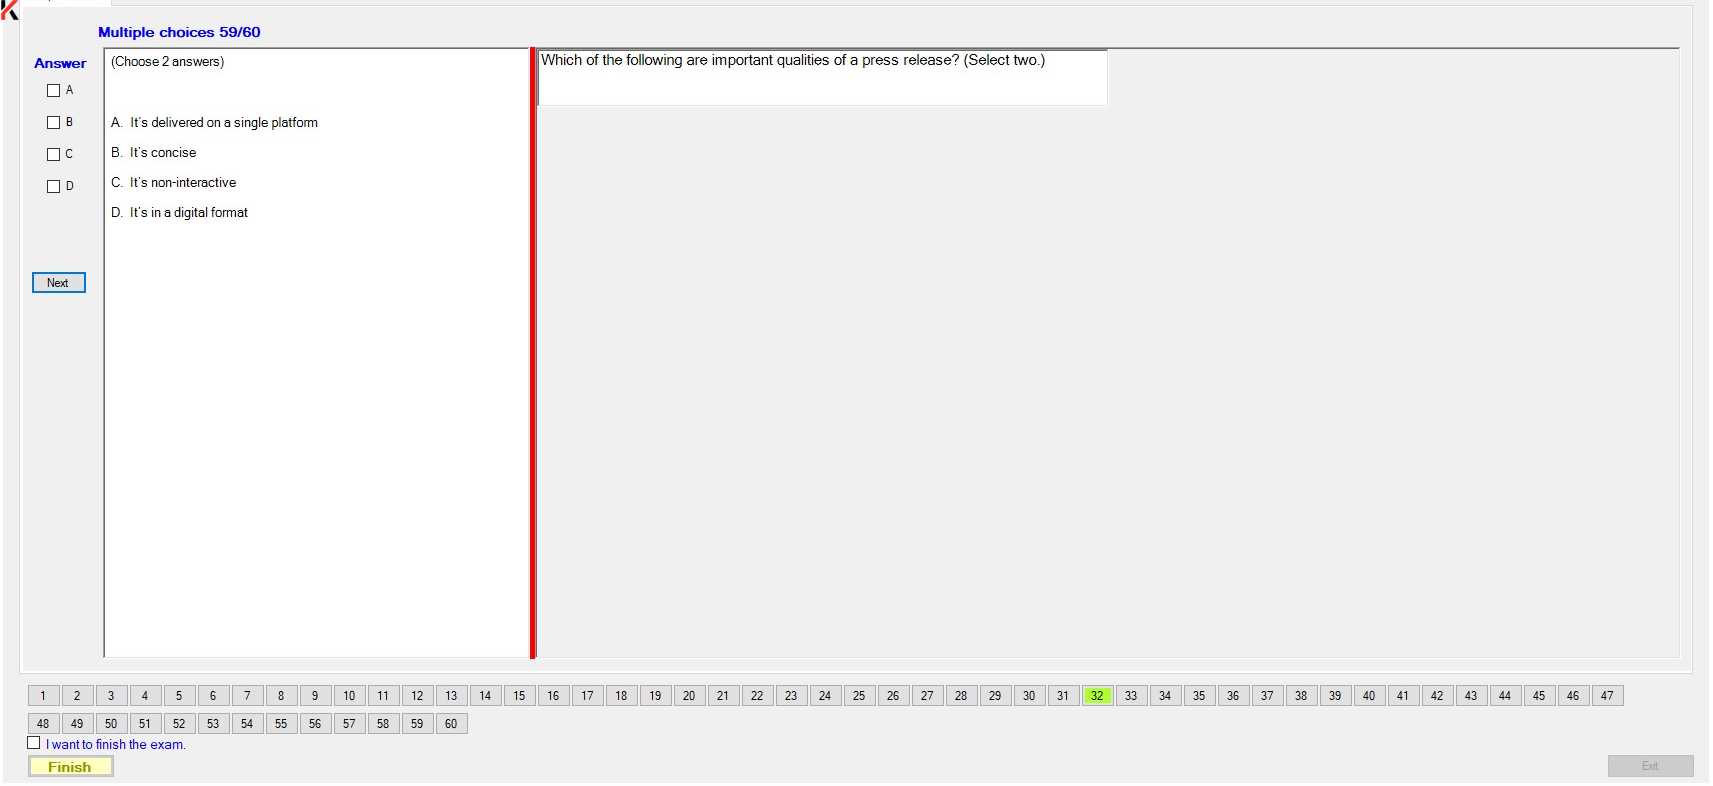 Multiple choices 59/60
Answer
A
B
C
D
Next
(Choose 2 answers)
A. It's delivered on a single platform
B. It's concise
C. It's non-interactive
D. It's in a digital format
Which of the following are important qualities of a press release? (Select two.)
1 2 3 4 5 6 7 8 9 10 11 12 13 14 15 16 17 18 19 20 21 22 23 24 25 26 27 28 29 30 31 32 33 34 35 36 37 38 39 40 41 42 43 44 45 46 47
48 49 50 51 52 53 54 55 56 57 58 59 60
I want to finish the exam.
Finish
Exit